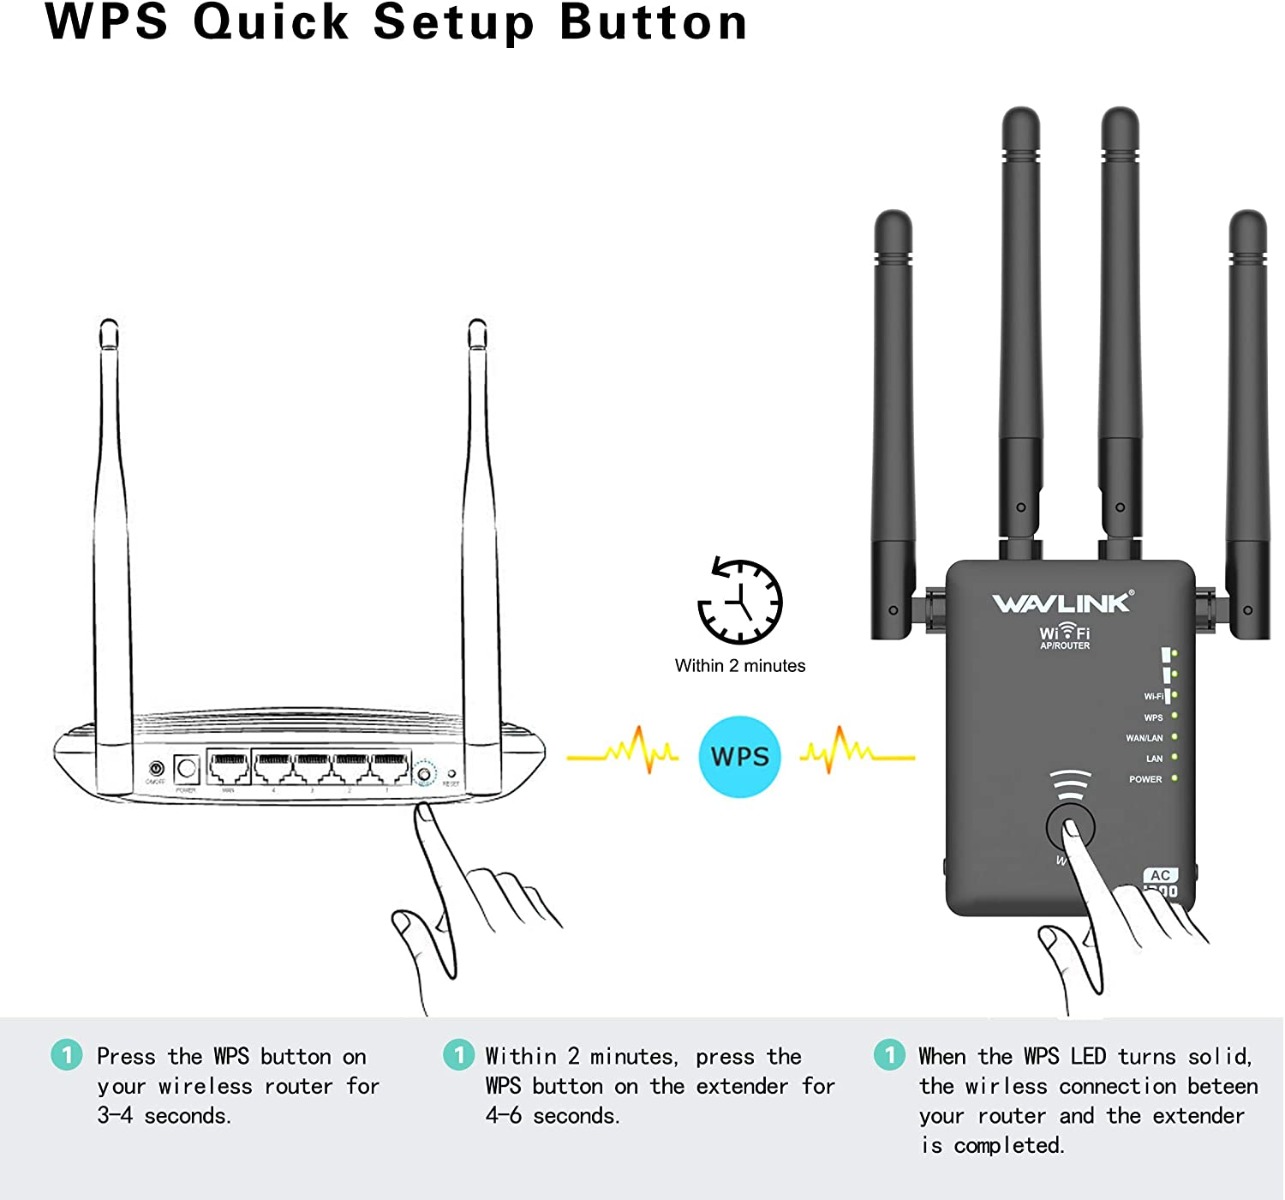 WPS Quick Setup Button
WAVLINK®
Wi Fi
AP/ROUTER
Wi-Fi
WPS
WAN/LAN
LAN
POWER
AC
Within 2 minutes
WPS
ON/OFF
POWER
WAN
4
3
2
1
RESET
1 Press the WPS button on
your wireless router for
3-4 seconds.
1 Within 2 minutes, press the
WPS button on the extender for
4-6 seconds.
1 When the WPS LED turns solid,
the wirless connection beteen
your router and the extender
is completed.